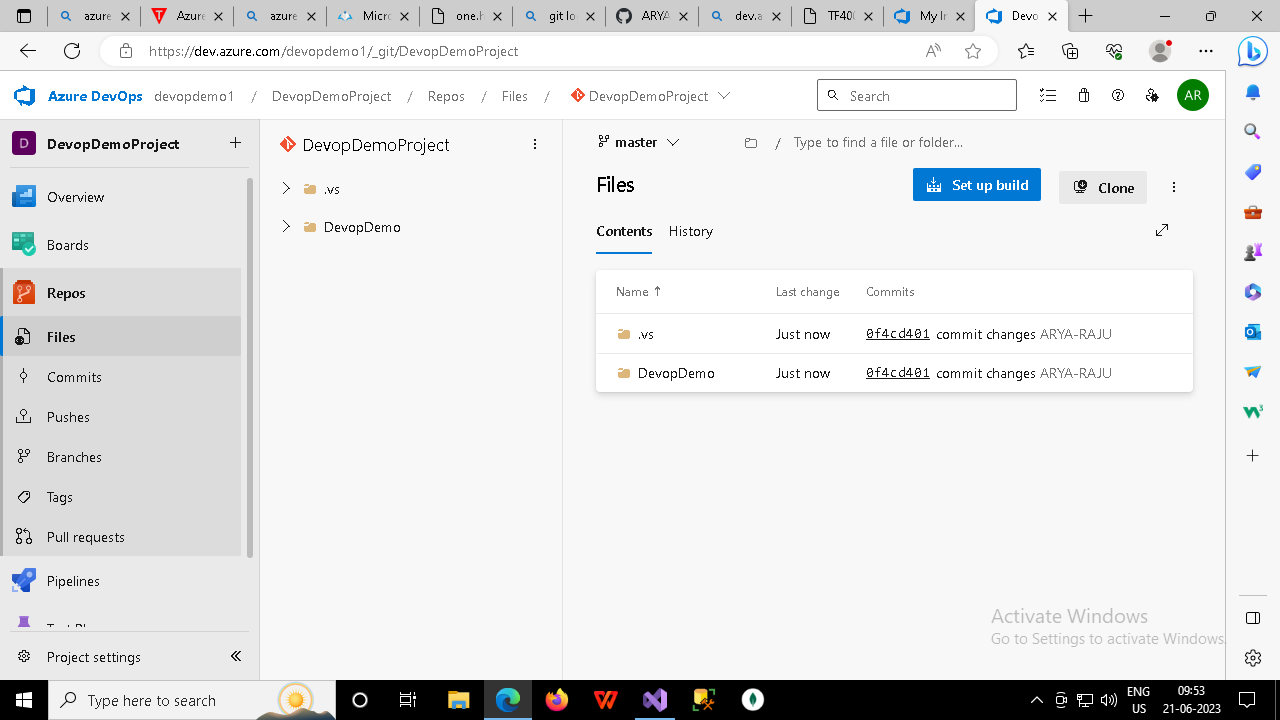 azure
Azure
azure
Micro
one.h
git lo
ARYA
dev.a
TF400
My In
Devo
https://dev.azure.com/devopdemo1/_git/DevopDemoProject
Azure DevOps devopdemo1 / DevopDemoProject / Repos / Files / DevopDemoProject
Search
AR
D DevopDemoProject
Overview
Boards
Repos
Files
Commits
Pushes
Branches
Tags
Pull requests
Pipelines
Project settings
DevopDemoProject
.vs
DevopDemo
master / Type to find a file or folder...
Files
Set up build
Clone
Contents History
Name ↑ Last change Commits
.vs Just now 0f4cd401 commit changes ARYA-RAJU
DevopDemo Just now 0f4cd401 commit changes ARYA-RAJU
Activate Windows
Go to Settings to activate Windows.
Type here to search
ENG
US
09:53
21-06-2023